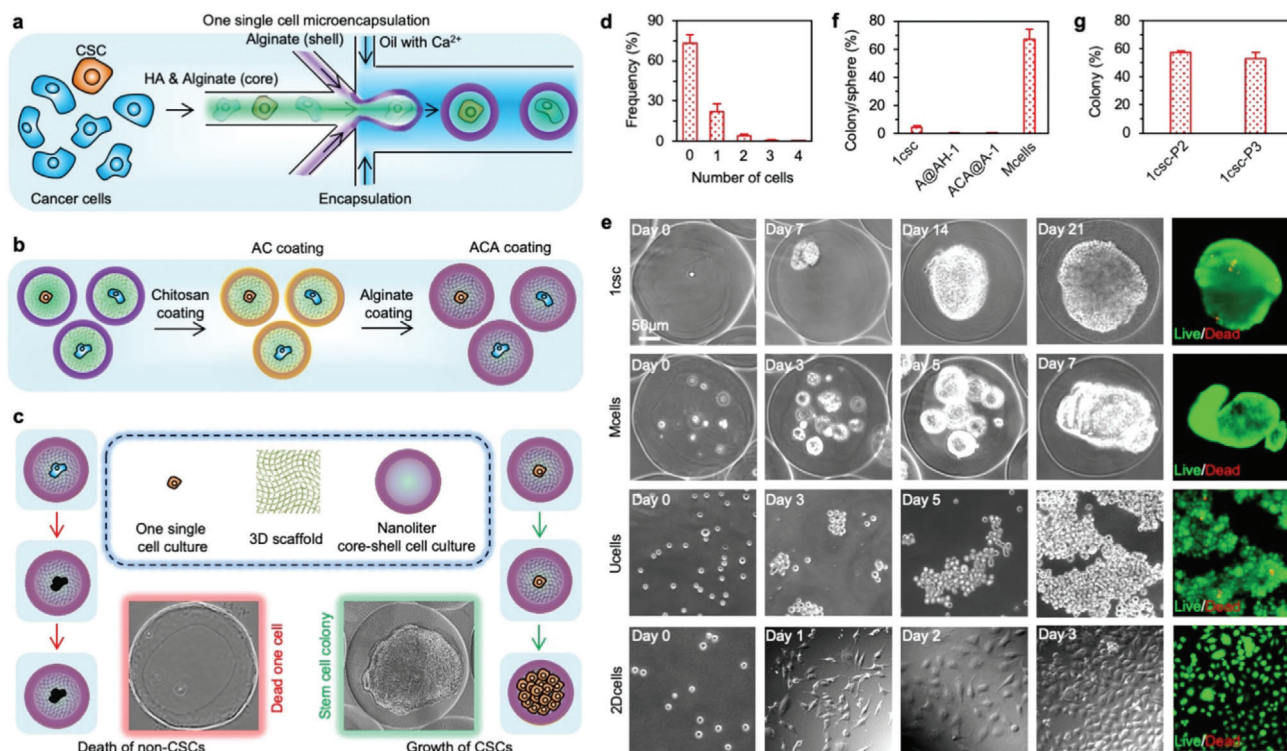 a
One single cell microencapsulation
CSC
Alginate (shell)
Oil with Ca²⁺
HA & Alginate (core)
Cancer cells
Encapsulation
b
AC coating
ACA coating
Chitosan
coating
Alginate
coating
c
One single
cell culture
3D scaffold
Nanoliter
core-shell cell culture
Dead one cell
Stem cell colony
Death of non-CSCs
Growth of CSCs
d
Frequency (%)
90
60
30
0
0 1 2 3 4
Number of cells
f
Colony/sphere (%)
80
60
40
20
0
1csc
A@AH-1
ACA@A-1
Mcells
g
Colony (%)
80
60
40
20
0
1csc-P2
1csc-P3
e
1csc
Day 0
Day 7
Day 14
Day 21
50μm
Live/Dead
Mcells
Day 0
Day 3
Day 5
Day 7
Live/Dead
Ucells
Day 0
Day 3
Day 5
Live/Dead
2Dcells
Day 0
Day 1
Day 2
Day 3
Live/Dead